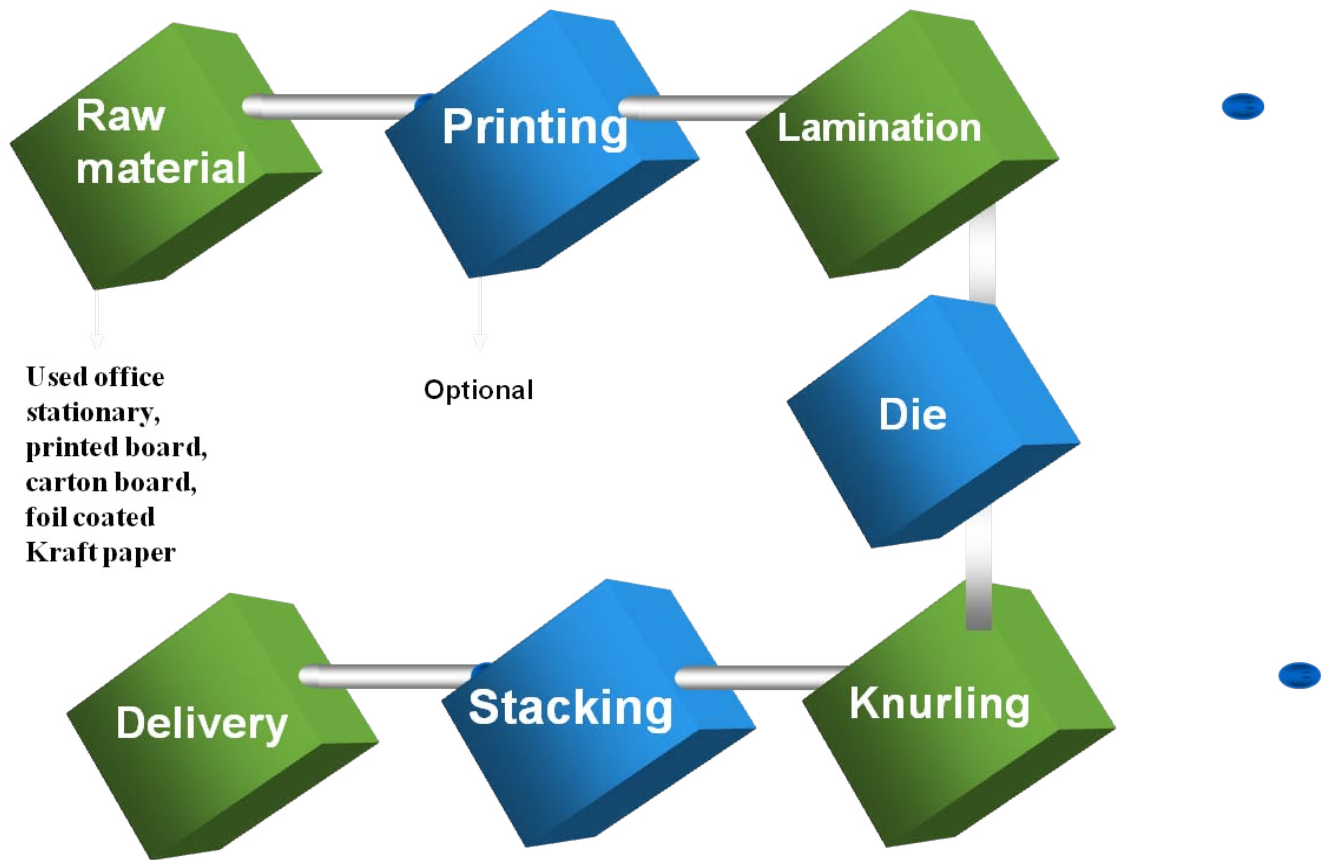 Raw
material
Printing
Lamination
Used office
stationary,
printed board,
carton board,
foil coated
Kraft paper
Optional
Die
Delivery
Stacking
Knurling